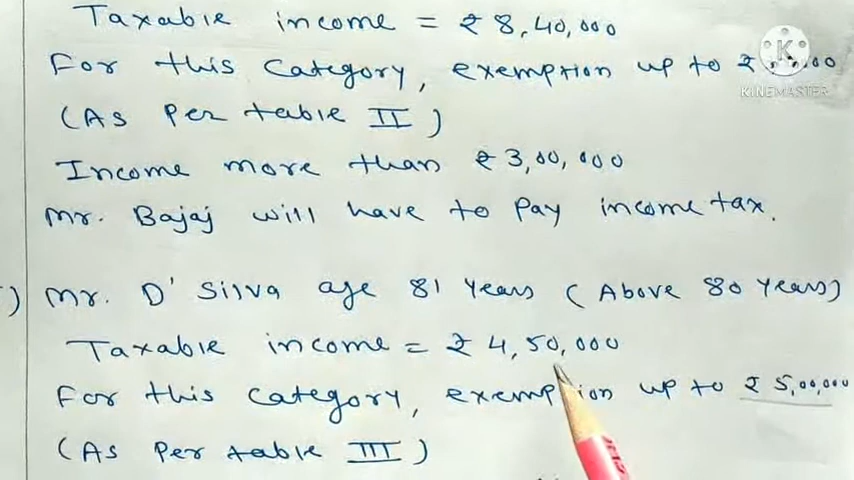 Taxable income = ₹ 8,40,000
For this Category, exemption up to ₹
K
KINEMASTER
(As per table II)
Income more than ₹ 3,00,000
Mr. Bajaj will have to pay income tax.
) Mr. D' Silva age 81 years (Above 80 years)
Taxable income = ₹ 4,50,000
For this category, exemption up to ₹ 5,00,000
(As per table III)